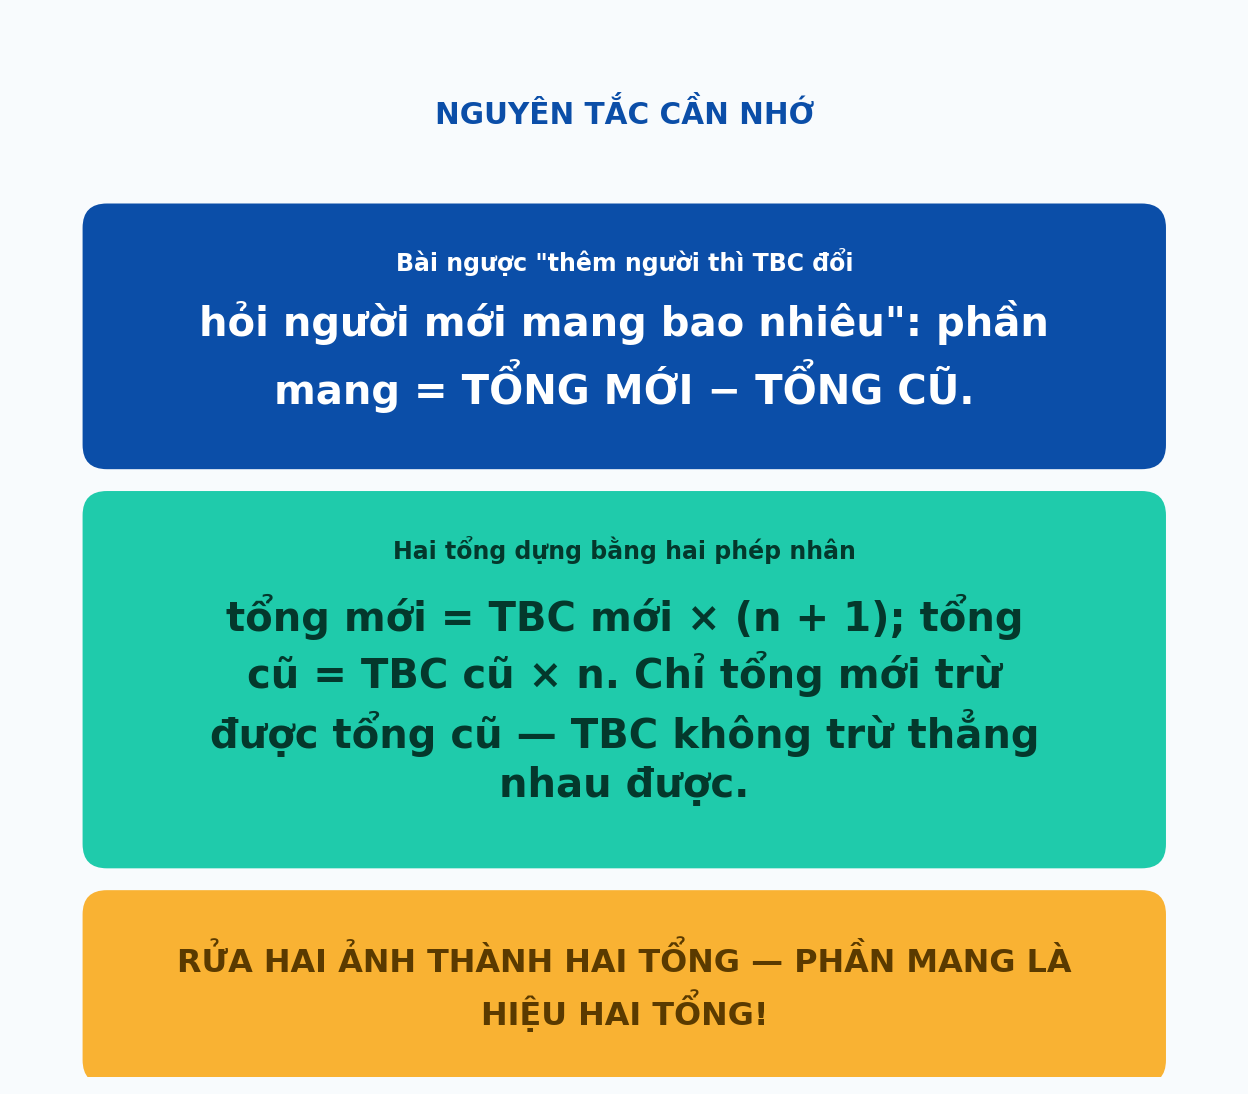 NGUYÊN TẮC CẦN NHỚ
Bài ngược "thêm người thì TBC đổi
hỏi người mới mang bao nhiêu": phần
mang = TỔNG MỚI − TỔNG CŨ.
Hai tổng dựng bằng hai phép nhân
tổng mới = TBC mới × (n + 1); tổng
cũ = TBC cũ × n. Chỉ tổng mới trừ
được tổng cũ — TBC không trừ thẳng
nhau được.
RỬA HAI ẢNH THÀNH HAI TỔNG — PHẦN MANG LÀ
HIỆU HAI TỔNG!